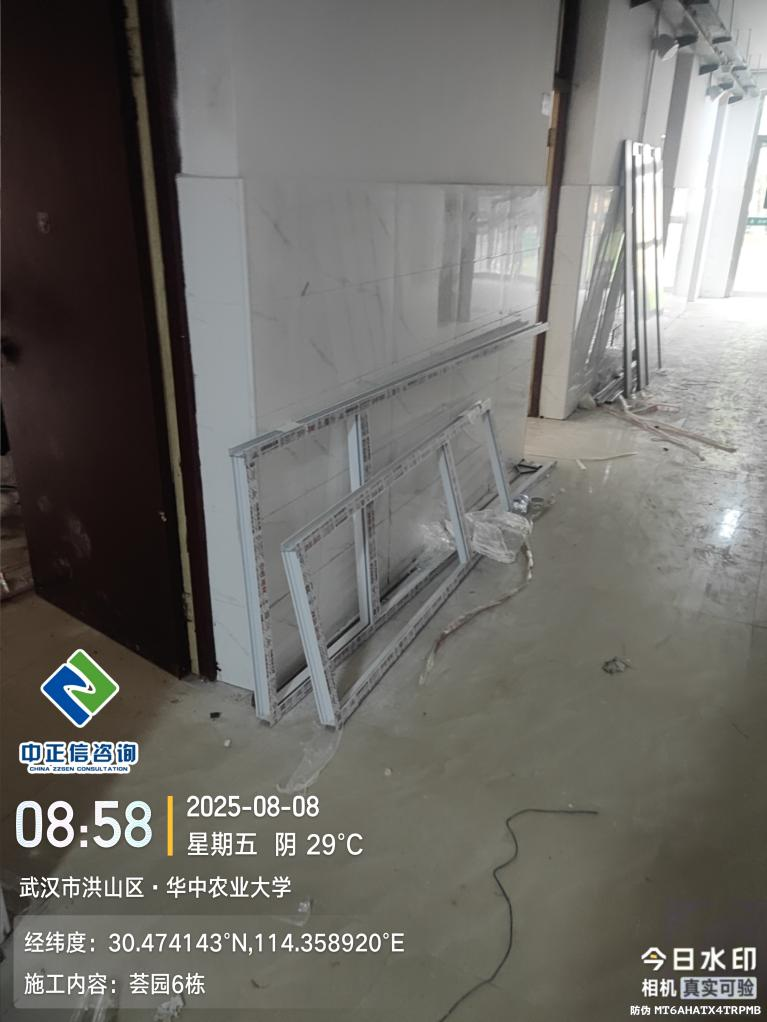 中正信咨询
CHINA ZZSEN CONSULTATION
08:58
2025-08-08
星期五 阴 29°C
武汉市洪山区·华中农业大学
经纬度：30.474143°N,114.358920°E
施工内容：荟园6栋
今日水印
相机 真实可验
防伪 MT6AHATX4TRPMB